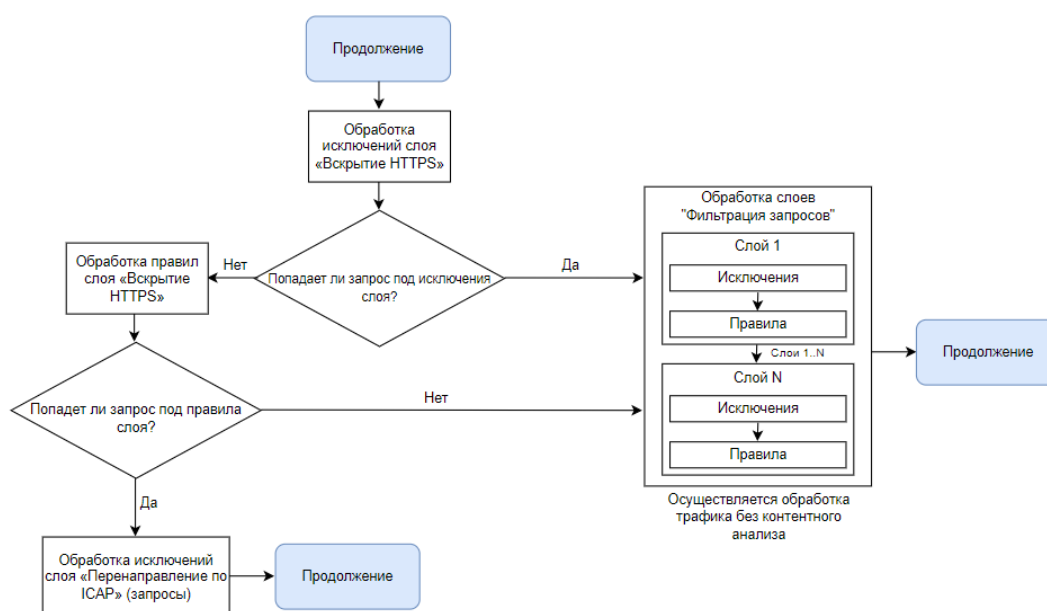 Продолжение
Обработка
исключений слоя
«Вскрытие HTTPS»
Попадет ли запрос под исключения
слоя?
Нет
Да
Обработка правил
слоя «Вскрытие
HTTPS»
Попадет ли запрос под правила
слоя?
Нет
Да
Обработка исключений
слоя «Перенаправление по
ICAP» (запросы)
Продолжение
Обработка слоев
"Фильтрация запросов"
Слой 1
Исключения
Правила
Слои 1..N
Слой N
Исключения
Правила
Осуществляется обработка
трафика без контентного
анализа
Продолжение